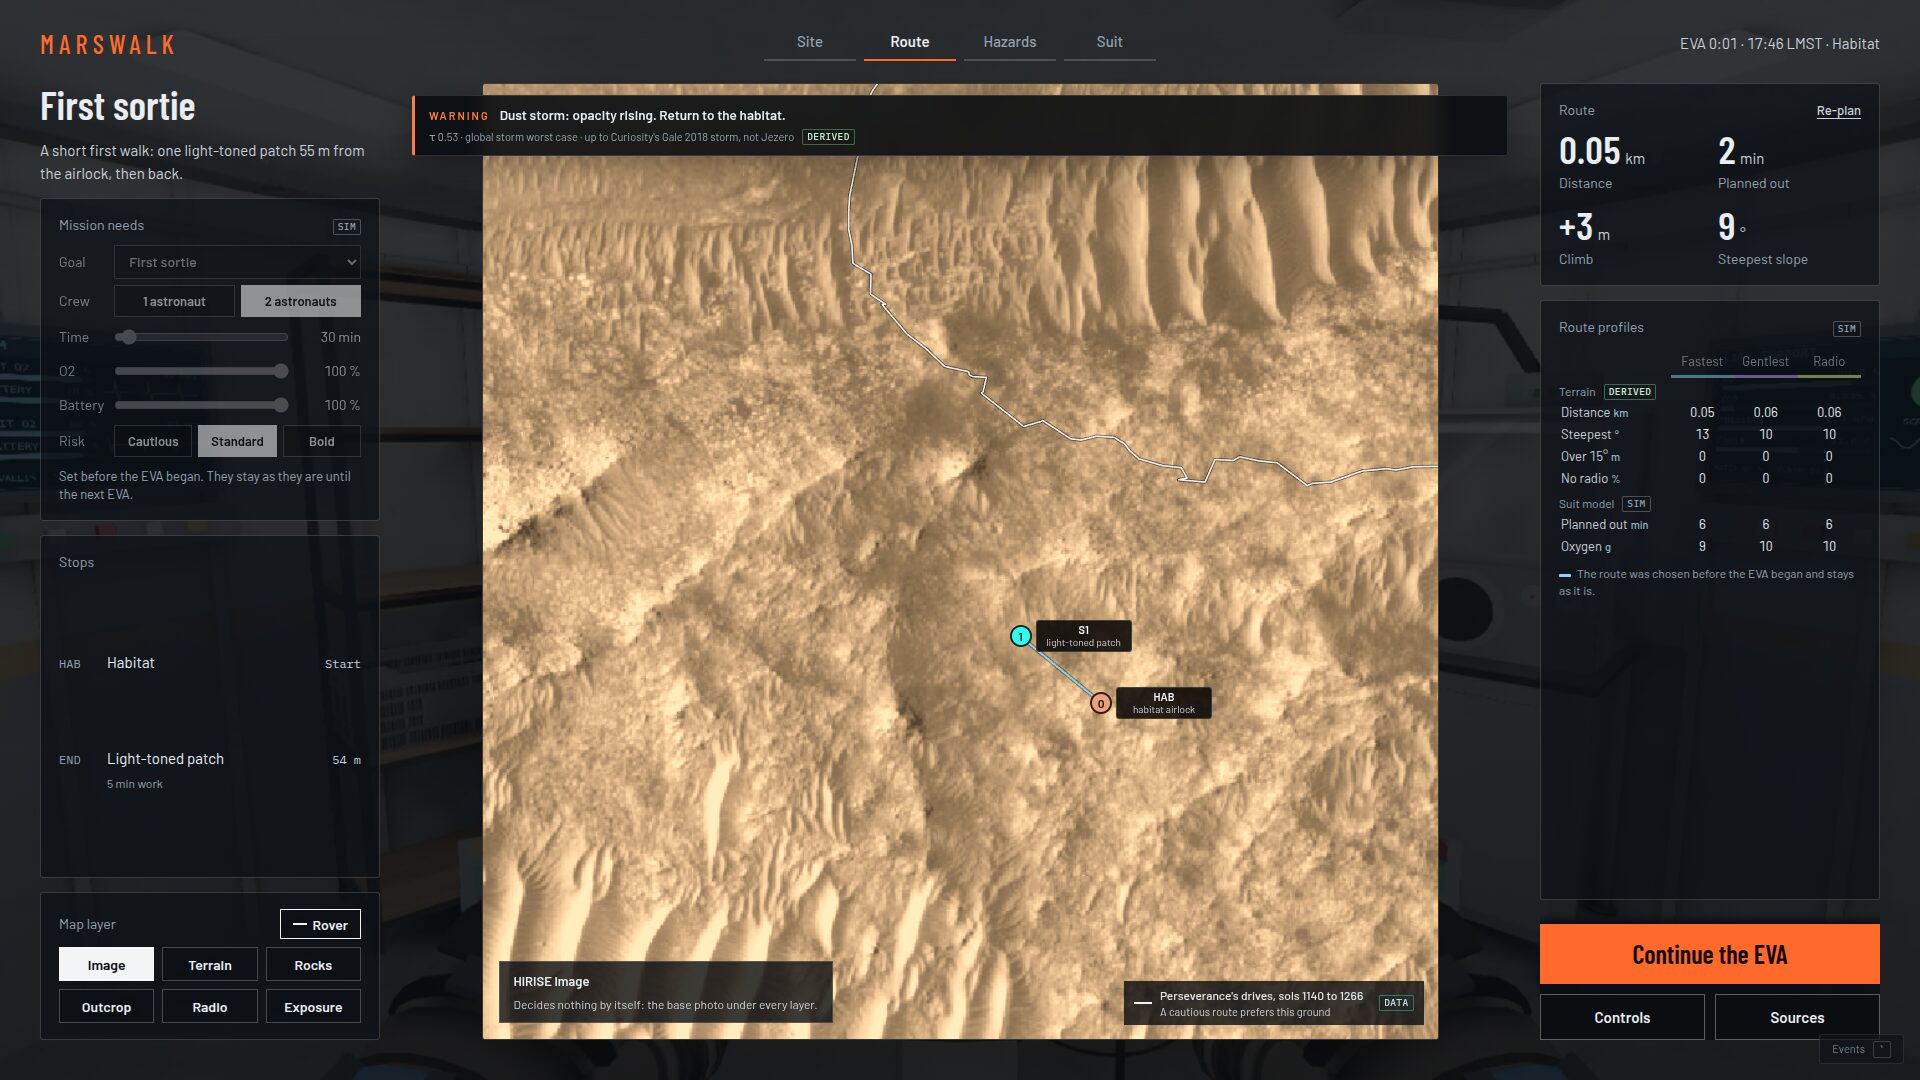 MARSWALK
Site
Route
Hazards
Suit
EVA 0:01 · 17:46 LMST · Habitat
First sortie
A short first walk: one light-toned patch 55 m from
the airlock, then back.
Mission needs SIM
Goal First sortie
Crew 1 astronaut 2 astronauts
Time 30 min
O2 100 %
Battery 100 %
Risk Cautious Standard Bold
Set before the EVA began. They stay as they are until
the next EVA.
Stops
HAB Habitat Start
END Light-toned patch 54 m
5 min work
Map layer Rover
Image Terrain Rocks
Outcrop Radio Exposure
WARNING Dust storm: opacity rising. Return to the habitat.
τ 0.53 · global storm worst case · up to Curiosity's Gale 2018 storm, not Jezero DERIVED
1
S1
light-toned patch
0
HAB
habitat airlock
HIRISE Image
Decides nothing by itself: the base photo under every layer.
Perseverance's drives, sols 1140 to 1266 DATA
A cautious route prefers this ground
Route Re-plan
0.05 km 2 min
Distance Planned out
+3 m 9 °
Climb Steepest slope
Route profiles SIM
Fastest Gentlest Radio
Terrain DERIVED
Distance km 0.05 0.06 0.06
Steepest ° 13 10 10
Over 15° m 0 0 0
No radio % 0 0 0
Suit model SIM
Planned out min 6 6 6
Oxygen g 9 10 10
The route was chosen before the EVA began and stays
as it is.
Continue the EVA
Controls Sources
Events `